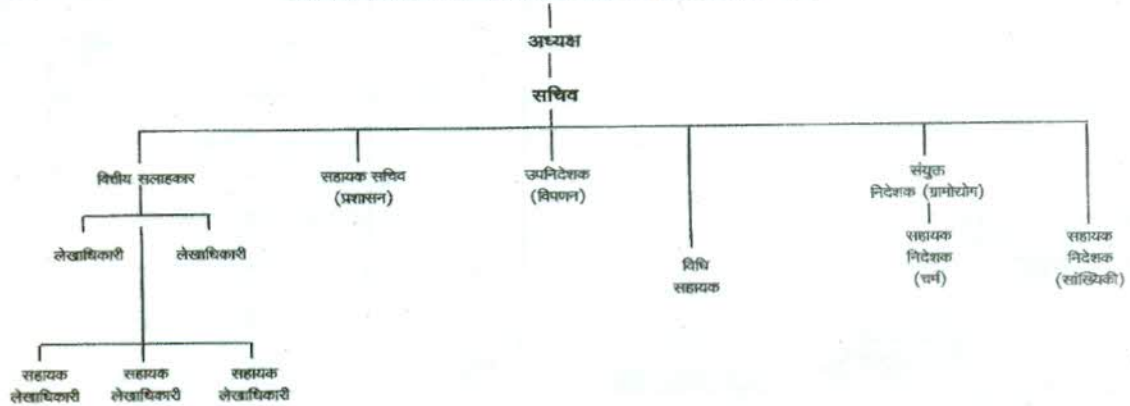 अध्यक्ष
सचिव
वित्तीय सलाहकार
सहायक सचिव
(प्रशासन)
उपनिदेशक
(विपणन)
विधि
सहायक
संयुक्त
निदेशक (ग्रामोद्योग)
सहायक
निदेशक
(चर्म)
सहायक
निदेशक
(सांख्यिकी)
लेखाधिकारी
लेखाधिकारी
सहायक
लेखाधिकारी
सहायक
लेखाधिकारी
सहायक
लेखाधिकारी